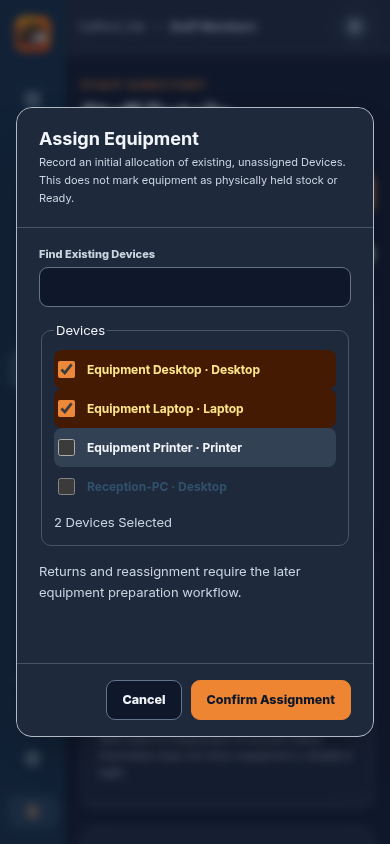 Assign Equipment
Record an initial allocation of existing, unassigned Devices.
This does not mark equipment as physically held stock or
Ready.
Find Existing Devices
Devices
Equipment Desktop · Desktop
Equipment Laptop · Laptop
Equipment Printer · Printer
Reception-PC · Desktop
2 Devices Selected
Returns and reassignment require the later
equipment preparation workflow.
Cancel
Confirm Assignment